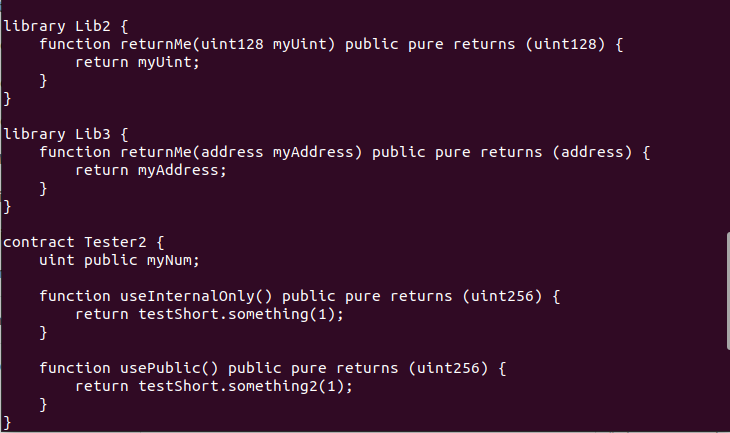 library Lib2 {
    function returnMe(uint128 myUint) public pure returns (uint128) {
        return myUint;
    }
}

library Lib3 {
    function returnMe(address myAddress) public pure returns (address) {
        return myAddress;
    }
}

contract Tester2 {
    uint public myNum;

    function useInternalOnly() public pure returns (uint256) {
        return testShort.something(1);
    }

    function usePublic() public pure returns (uint256) {
        return testShort.something2(1);
    }
}